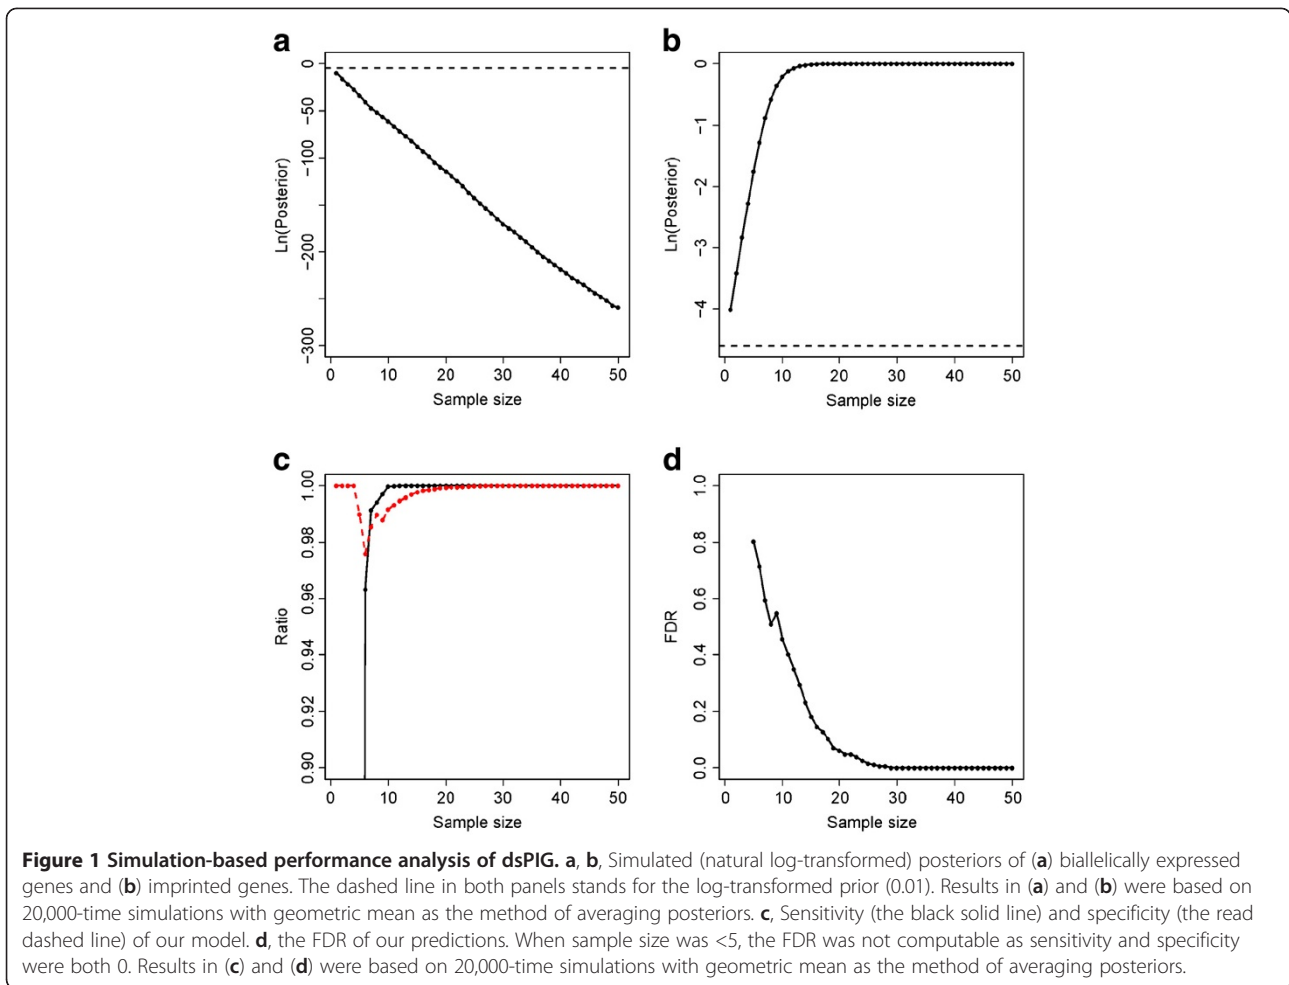 a
b
0
−50
−100
−200
−300
Ln(Posterior)
0 10 20 30 40 50
Sample size
0
−1
−2
−3
−4
Ln(Posterior)
0 10 20 30 40 50
Sample size
c
d
1.00
0.98
0.96
0.94
0.92
0.90
Ratio
0 10 20 30 40 50
Sample size
1.0
0.8
0.6
0.4
0.2
0.0
FDR
0 10 20 30 40 50
Sample size
Figure 1 Simulation-based performance analysis of dsPIG. a, b, Simulated (natural log-transformed) posteriors of (a) biallelically expressed
genes and (b) imprinted genes. The dashed line in both panels stands for the log-transformed prior (0.01). Results in (a) and (b) were based on
20,000-time simulations with geometric mean as the method of averaging posteriors. c, Sensitivity (the black solid line) and specificity (the read
dashed line) of our model. d, the FDR of our predictions. When sample size was <5, the FDR was not computable as sensitivity and specificity
were both 0. Results in (c) and (d) were based on 20,000-time simulations with geometric mean as the method of averaging posteriors.